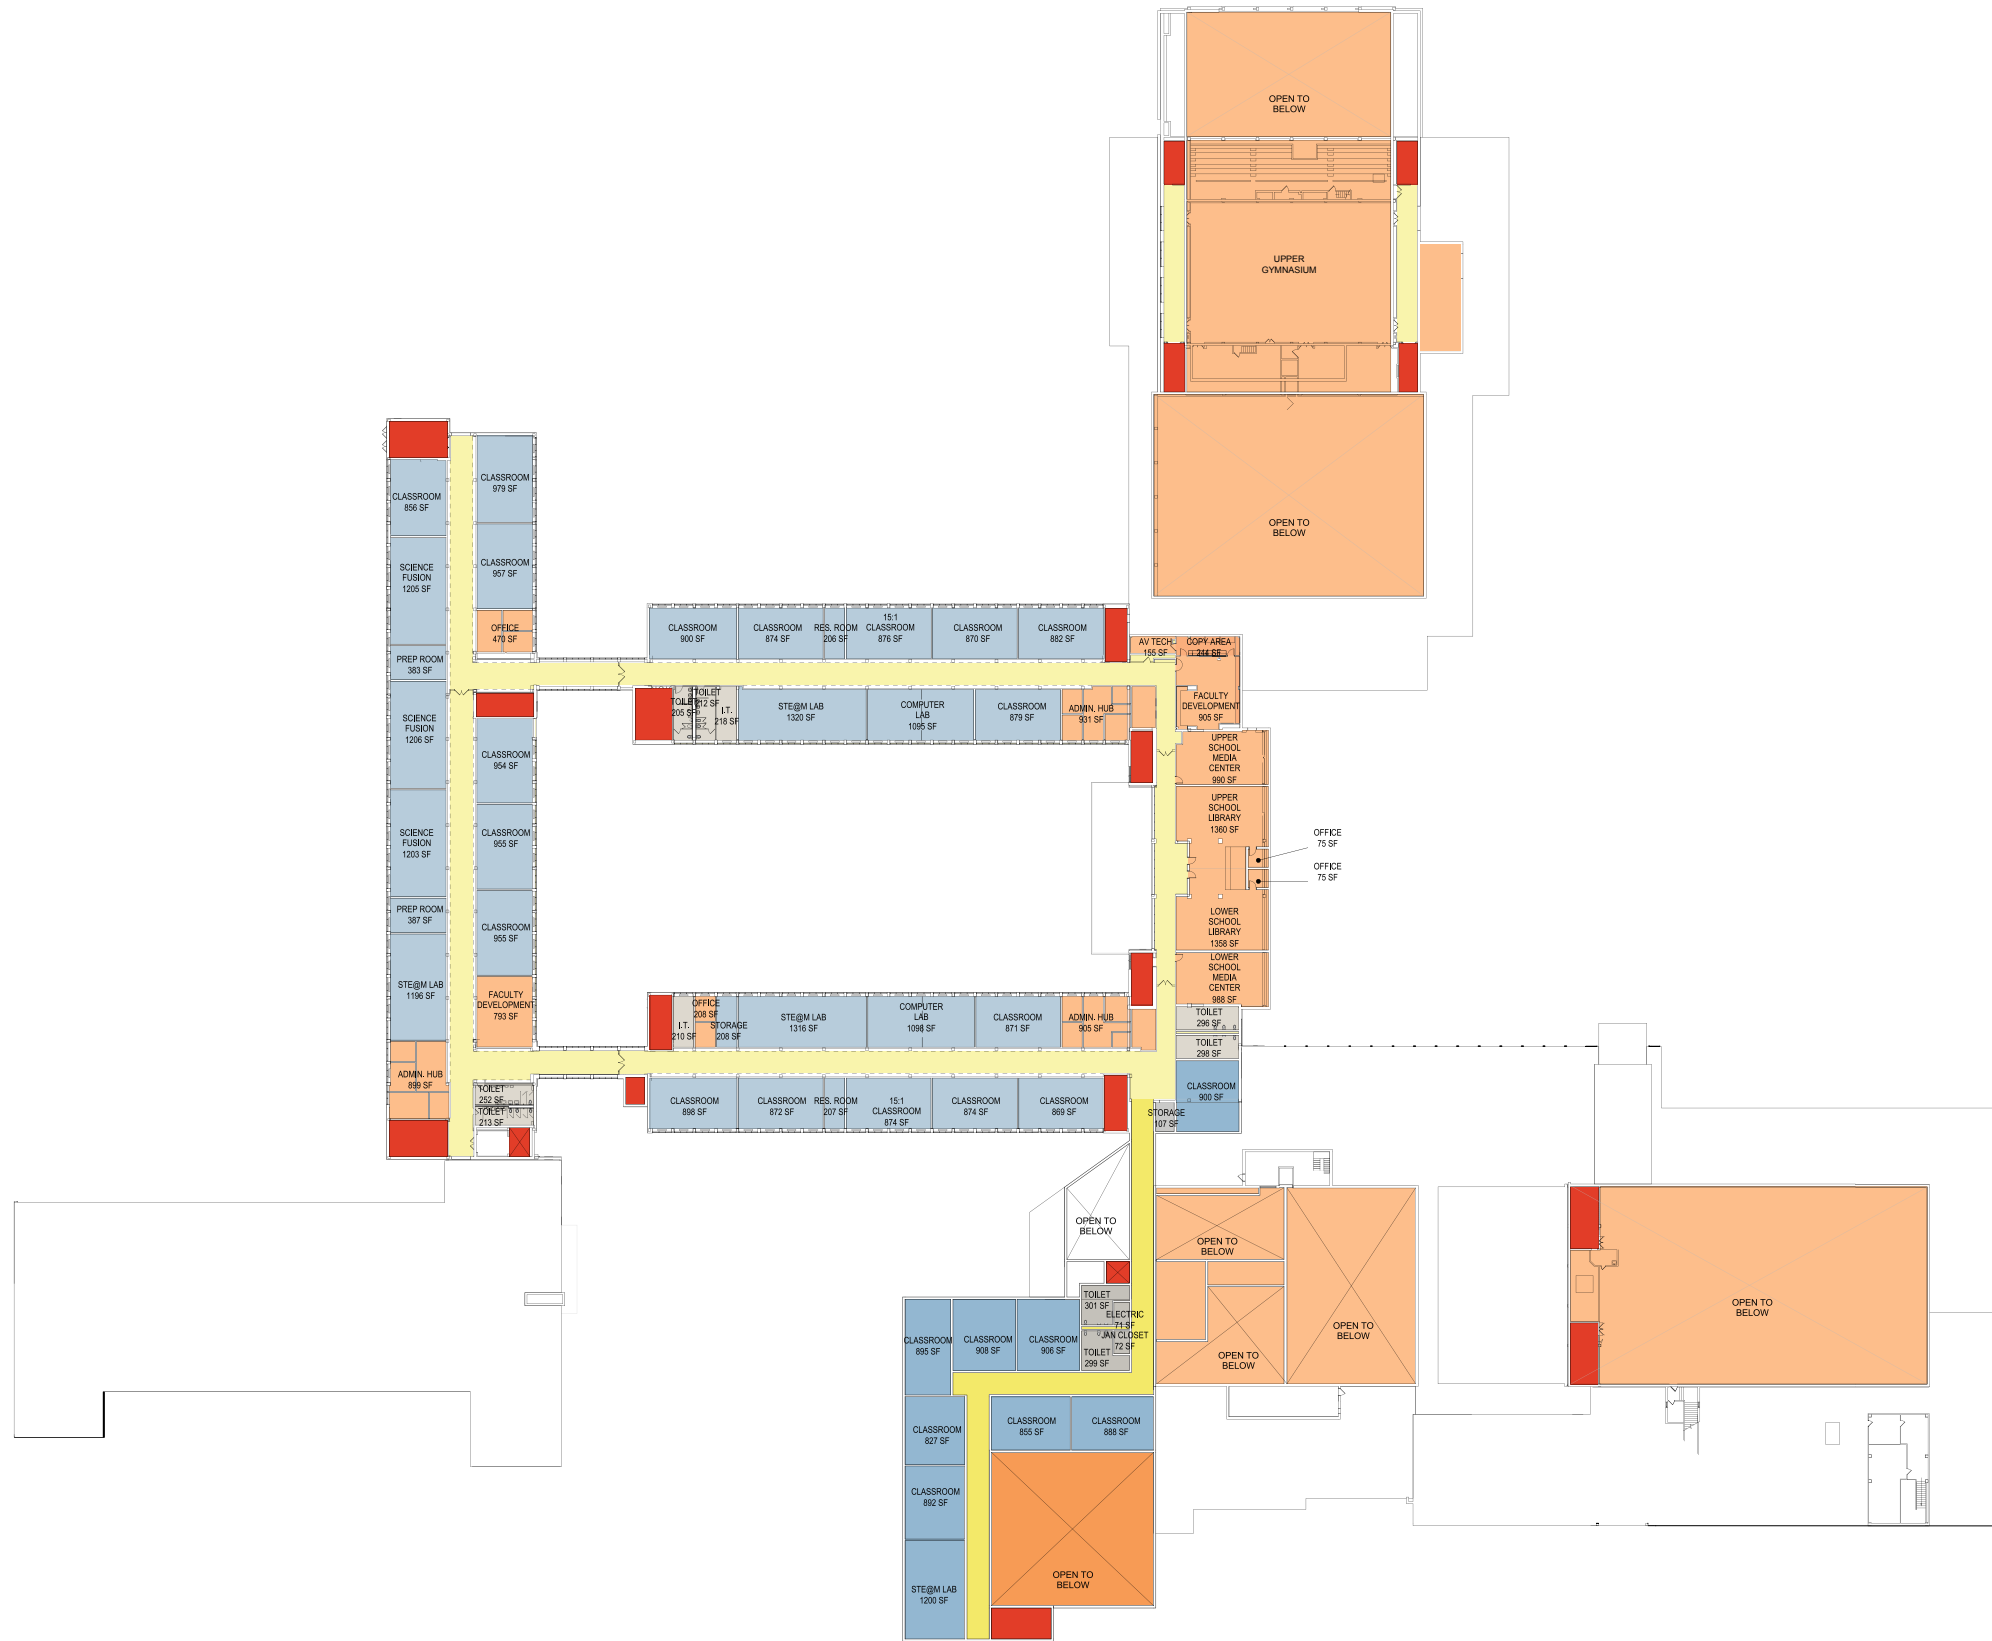 OPEN TO
BELOW
UPPER
GYMNASIUM
OPEN TO
BELOW
CLASSROOM
856 SF
CLASSROOM
979 SF
SCIENCE
FUSION
1205 SF
CLASSROOM
957 SF
OFFICE
470 SF
PREP ROOM
383 SF
SCIENCE
FUSION
1206 SF
CLASSROOM
954 SF
SCIENCE
FUSION
1203 SF
CLASSROOM
955 SF
PREP ROOM
387 SF
CLASSROOM
955 SF
STE@M LAB
1196 SF
FACULTY
DEVELOPMENT
793 SF
ADMIN. HUB
899 SF
TOILET
252 SF
TOILET
213 SF
CLASSROOM
900 SF
CLASSROOM
874 SF
RES. ROOM
206 SF
15:1
CLASSROOM
876 SF
CLASSROOM
870 SF
CLASSROOM
882 SF
TOILET
205 SF
TOILET
212 SF
I.T.
218 SF
STE@M LAB
1320 SF
COMPUTER
LAB
1095 SF
CLASSROOM
879 SF
ADMIN. HUB
931 SF
AV TECH
155 SF
COPY AREA
244 SF
FACULTY
DEVELOPMENT
905 SF
UPPER
SCHOOL
MEDIA
CENTER
990 SF
UPPER
SCHOOL
LIBRARY
1360 SF
OFFICE
75 SF
OFFICE
75 SF
LOWER
SCHOOL
LIBRARY
1358 SF
LOWER
SCHOOL
MEDIA
CENTER
988 SF
TOILET
296 SF
TOILET
298 SF
CLASSROOM
900 SF
STORAGE
107 SF
I.T.
210 SF
OFFICE
208 SF
STORAGE
208 SF
STE@M LAB
1316 SF
COMPUTER
LAB
1098 SF
CLASSROOM
871 SF
ADMIN. HUB
905 SF
CLASSROOM
898 SF
CLASSROOM
872 SF
RES. ROOM
207 SF
15:1
CLASSROOM
874 SF
CLASSROOM
874 SF
CLASSROOM
869 SF
OPEN TO
BELOW
OPEN TO
BELOW
OPEN TO
BELOW
OPEN TO
BELOW
OPEN TO
BELOW
TOILET
301 SF
ELECTRIC
71 SF
JAN CLOSET
72 SF
TOILET
299 SF
CLASSROOM
895 SF
CLASSROOM
908 SF
CLASSROOM
906 SF
CLASSROOM
827 SF
CLASSROOM
855 SF
CLASSROOM
888 SF
CLASSROOM
892 SF
STE@M LAB
1200 SF
OPEN TO
BELOW